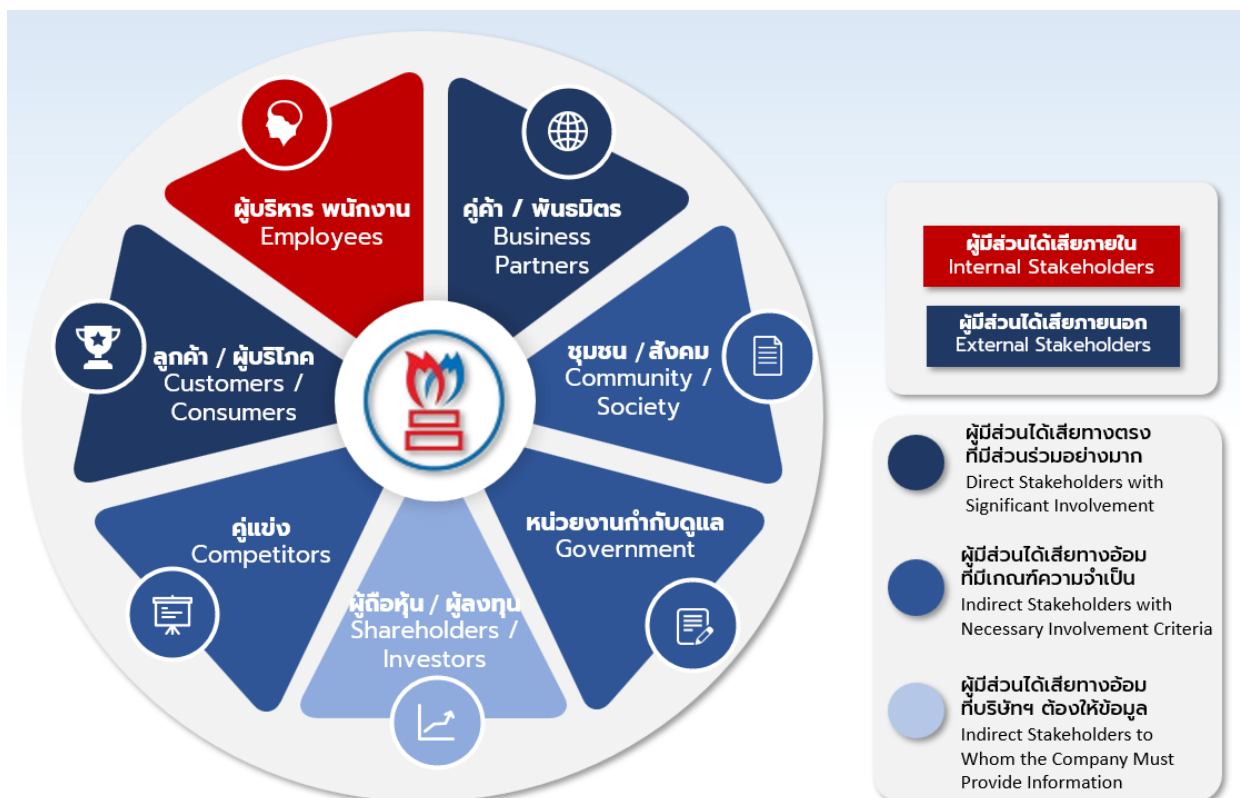 ผู้บริหาร พนักงาน
Employees
คู่ค้า / พันธมิตร
Business
Partners
ลูกค้า / ผู้บริโภค
Customers /
Consumers
ชุมชน / สังคม
Community /
Society
คู่แข่ง
Competitors
หน่วยงานกำกับดูแล
Government
ผู้ถือหุ้น / ผู้ลงทุน
Shareholders /
Investors
ผู้มีส่วนได้เสียภายใน
Internal Stakeholders
ผู้มีส่วนได้เสียภายนอก
External Stakeholders
ผู้มีส่วนได้เสียทางตรง
ที่มีส่วนร่วมอย่างมาก
Direct Stakeholders with
Significant Involvement
ผู้มีส่วนได้เสียทางอ้อม
ที่มีเกณฑ์ความจำเป็น
Indirect Stakeholders with
Necessary Involvement Criteria
ผู้มีส่วนได้เสียทางอ้อม
ที่บริษัทฯ ต้องให้ข้อมูล
Indirect Stakeholders to
Whom the Company Must
Provide Information